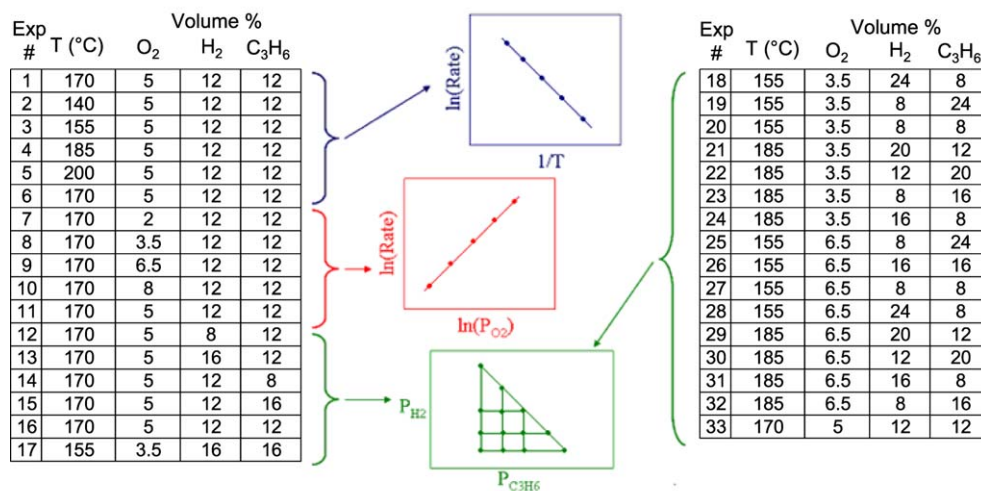 Volume %
Exp # T (°C) O2 H2 C3H6
1 170 5 12 12
2 140 5 12 12
3 155 5 12 12
4 185 5 12 12
5 200 5 12 12
6 170 5 12 12
7 170 2 12 12
8 170 3.5 12 12
9 170 6.5 12 12
10 170 8 12 12
11 170 5 12 12
12 170 5 8 12
13 170 5 16 12
14 170 5 12 8
15 170 5 12 16
16 170 5 12 12
17 155 3.5 16 16
ln(Rate)
1/T
ln(Rate)
ln(PO2)
PH2
PC3H6
Volume %
Exp # T (°C) O2 H2 C3H6
18 155 3.5 24 8
19 155 3.5 8 24
20 155 3.5 8 8
21 185 3.5 20 12
22 185 3.5 12 20
23 185 3.5 8 16
24 185 3.5 16 8
25 155 6.5 8 24
26 155 6.5 16 16
27 155 6.5 8 8
28 155 6.5 24 8
29 185 6.5 20 12
30 185 6.5 12 20
31 185 6.5 16 8
32 185 6.5 8 16
33 170 5 12 12